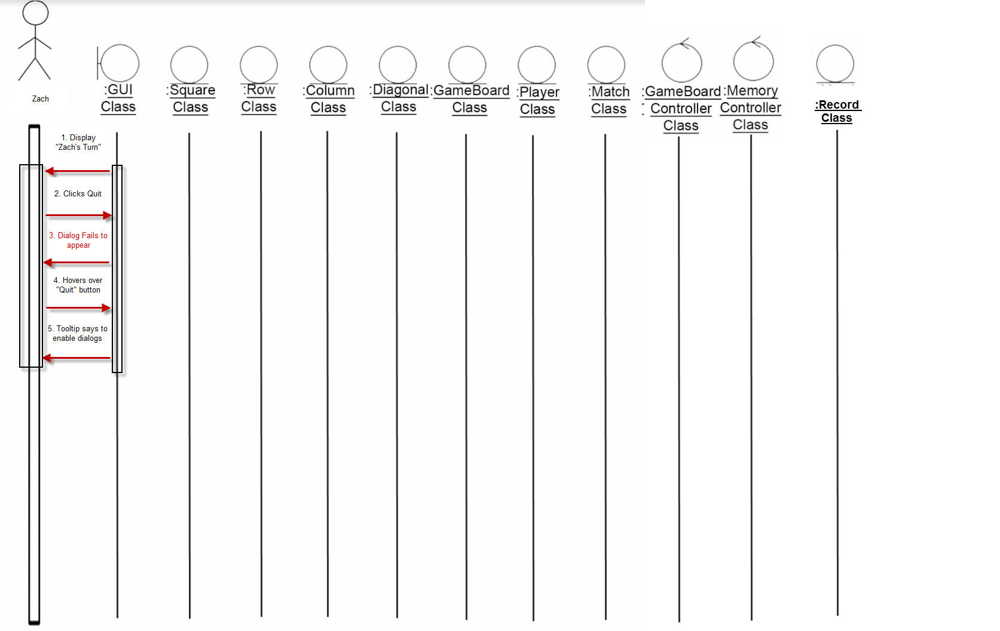 Zach
:GUI
Class
:Square
Class
:Row
Class
:Column
Class
:Diagonal
Class
:GameBoard
Class
:Player
Class
:Match
Class
:GameBoard
Controller
Class
:Memory
Controller
Class
:Record
Class
1. Display
"Zach's Turn"
2. Clicks Quit
3. Dialog Fails to
appear
4. Hovers over
"Quit" button
5. Tooltip says to
enable dialogs